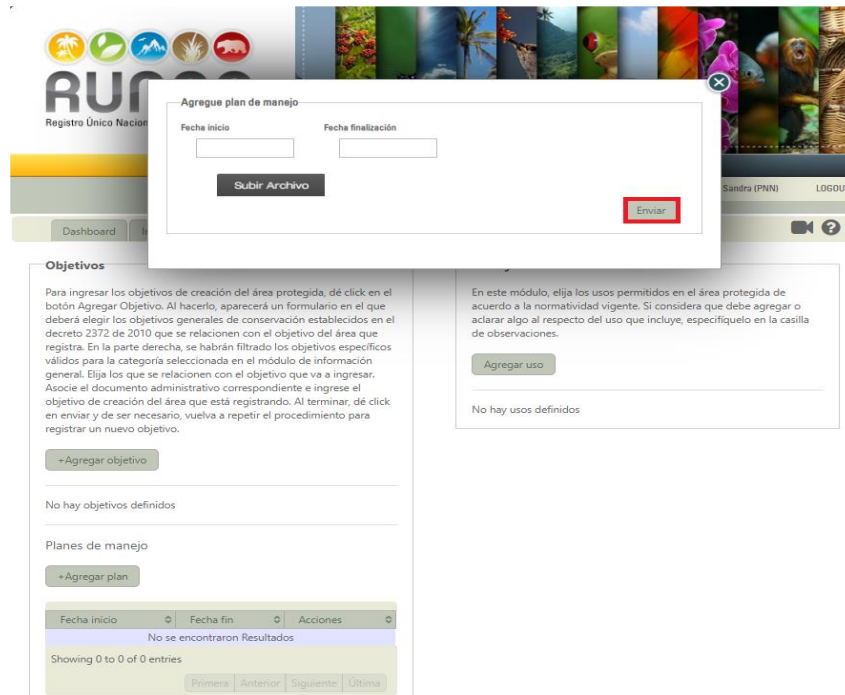 Registro Único Nacion
Agregue plan de manejo
Fecha inicio
Fecha finalización
Subir Archivo
Enviar
Sandra (PNN)
LOGOU
Dashboard
Objetivos
Para ingresar los objetivos de creación del área protegida, dé click en el
botón Agregar Objetivo. Al hacerlo, aparecerá un formulario en el que
deberá elegir los objetivos generales de conservación establecidos en el
decreto 2372 de 2010 que se relacionen con el objetivo del área que
registra. En la parte derecha, se habrán filtrado los objetivos específicos
válidos para la categoría seleccionada en el módulo de información
general. Elija los que se relacionen con el objetivo que va a ingresar.
Asocie el documento administrativo correspondiente e ingrese el
objetivo de creación del área que está registrando. Al terminar, dé click
en enviar y de ser necesario, vuelva a repetir el procedimiento para
registrar un nuevo objetivo.
+Agregar objetivo
No hay objetivos definidos
Planes de manejo
+Agregar plan
Fecha inicio
Fecha fin
Acciones
No se encontraron Resultados
Showing 0 to 0 of 0 entries
Primera
Anterior
Siguiente
Última
En este módulo, elija los usos permitidos en el área protegida de
acuerdo a la normatividad vigente. Si considera que debe agregar o
aclarar algo al respecto del uso que incluye, especifíquelo en la casilla
de observaciones.
Agregar uso
No hay usos definidos